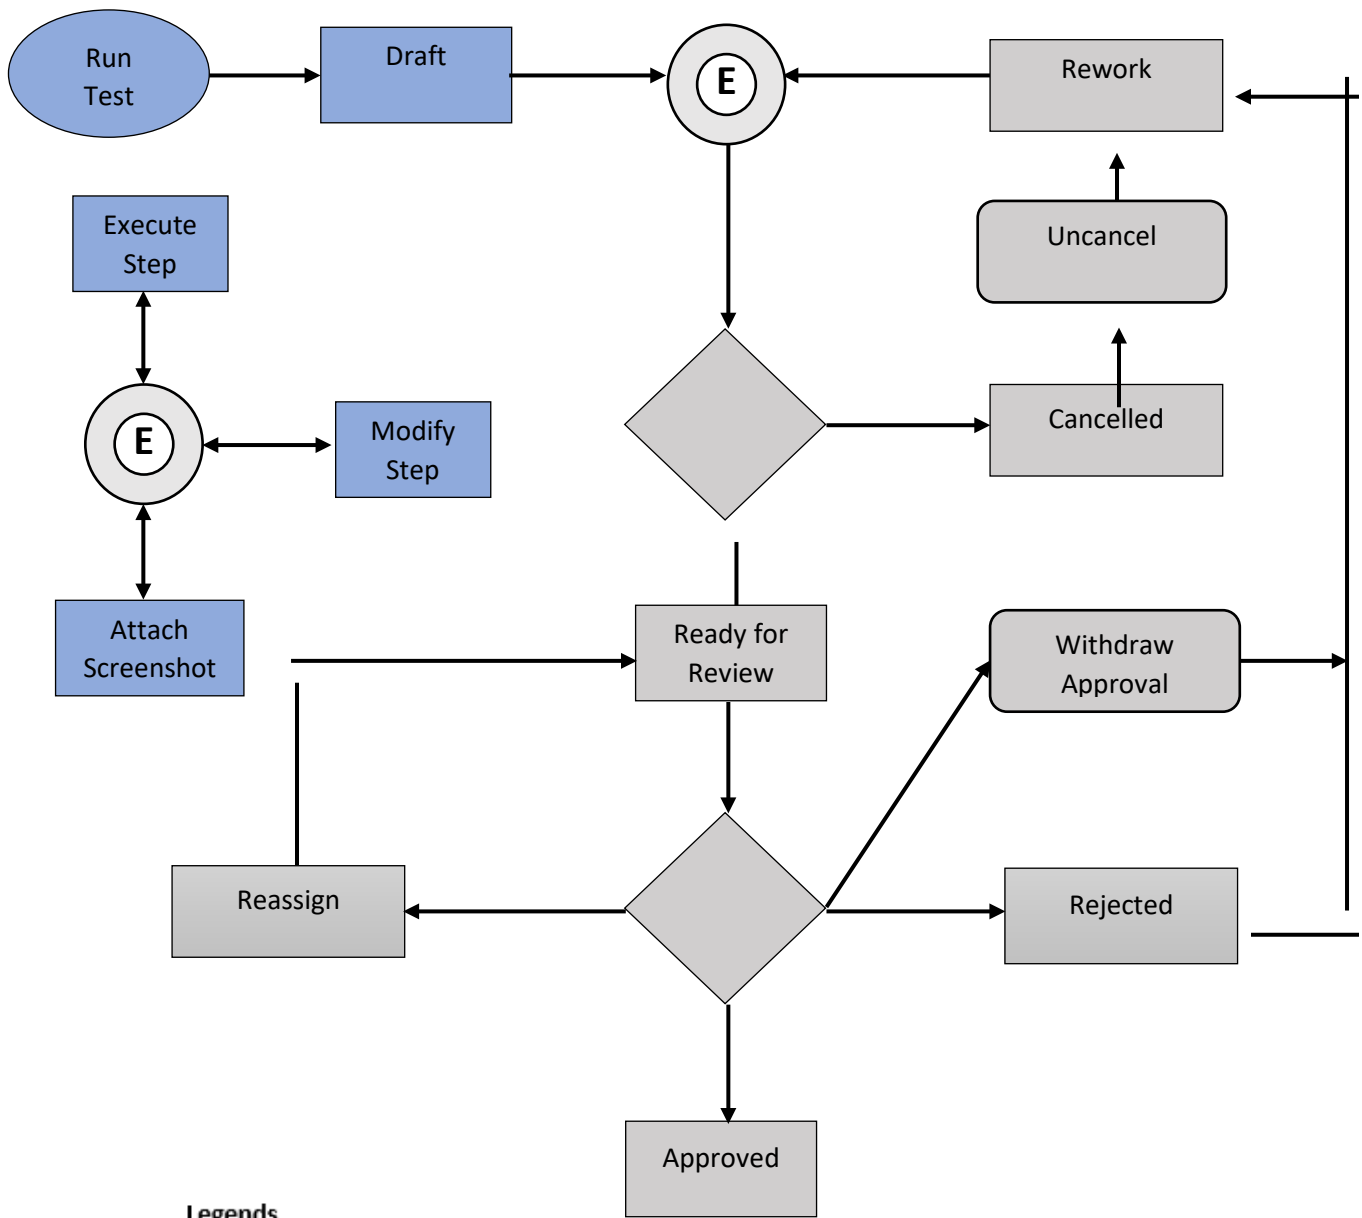 Run
Test
Draft
E
Rework
Execute
Step
Uncancel
E
Modify
Step
Cancelled
Attach
Screenshot
Ready for
Review
Withdraw
Approval
Reassign
Rejected
Approved
Legends